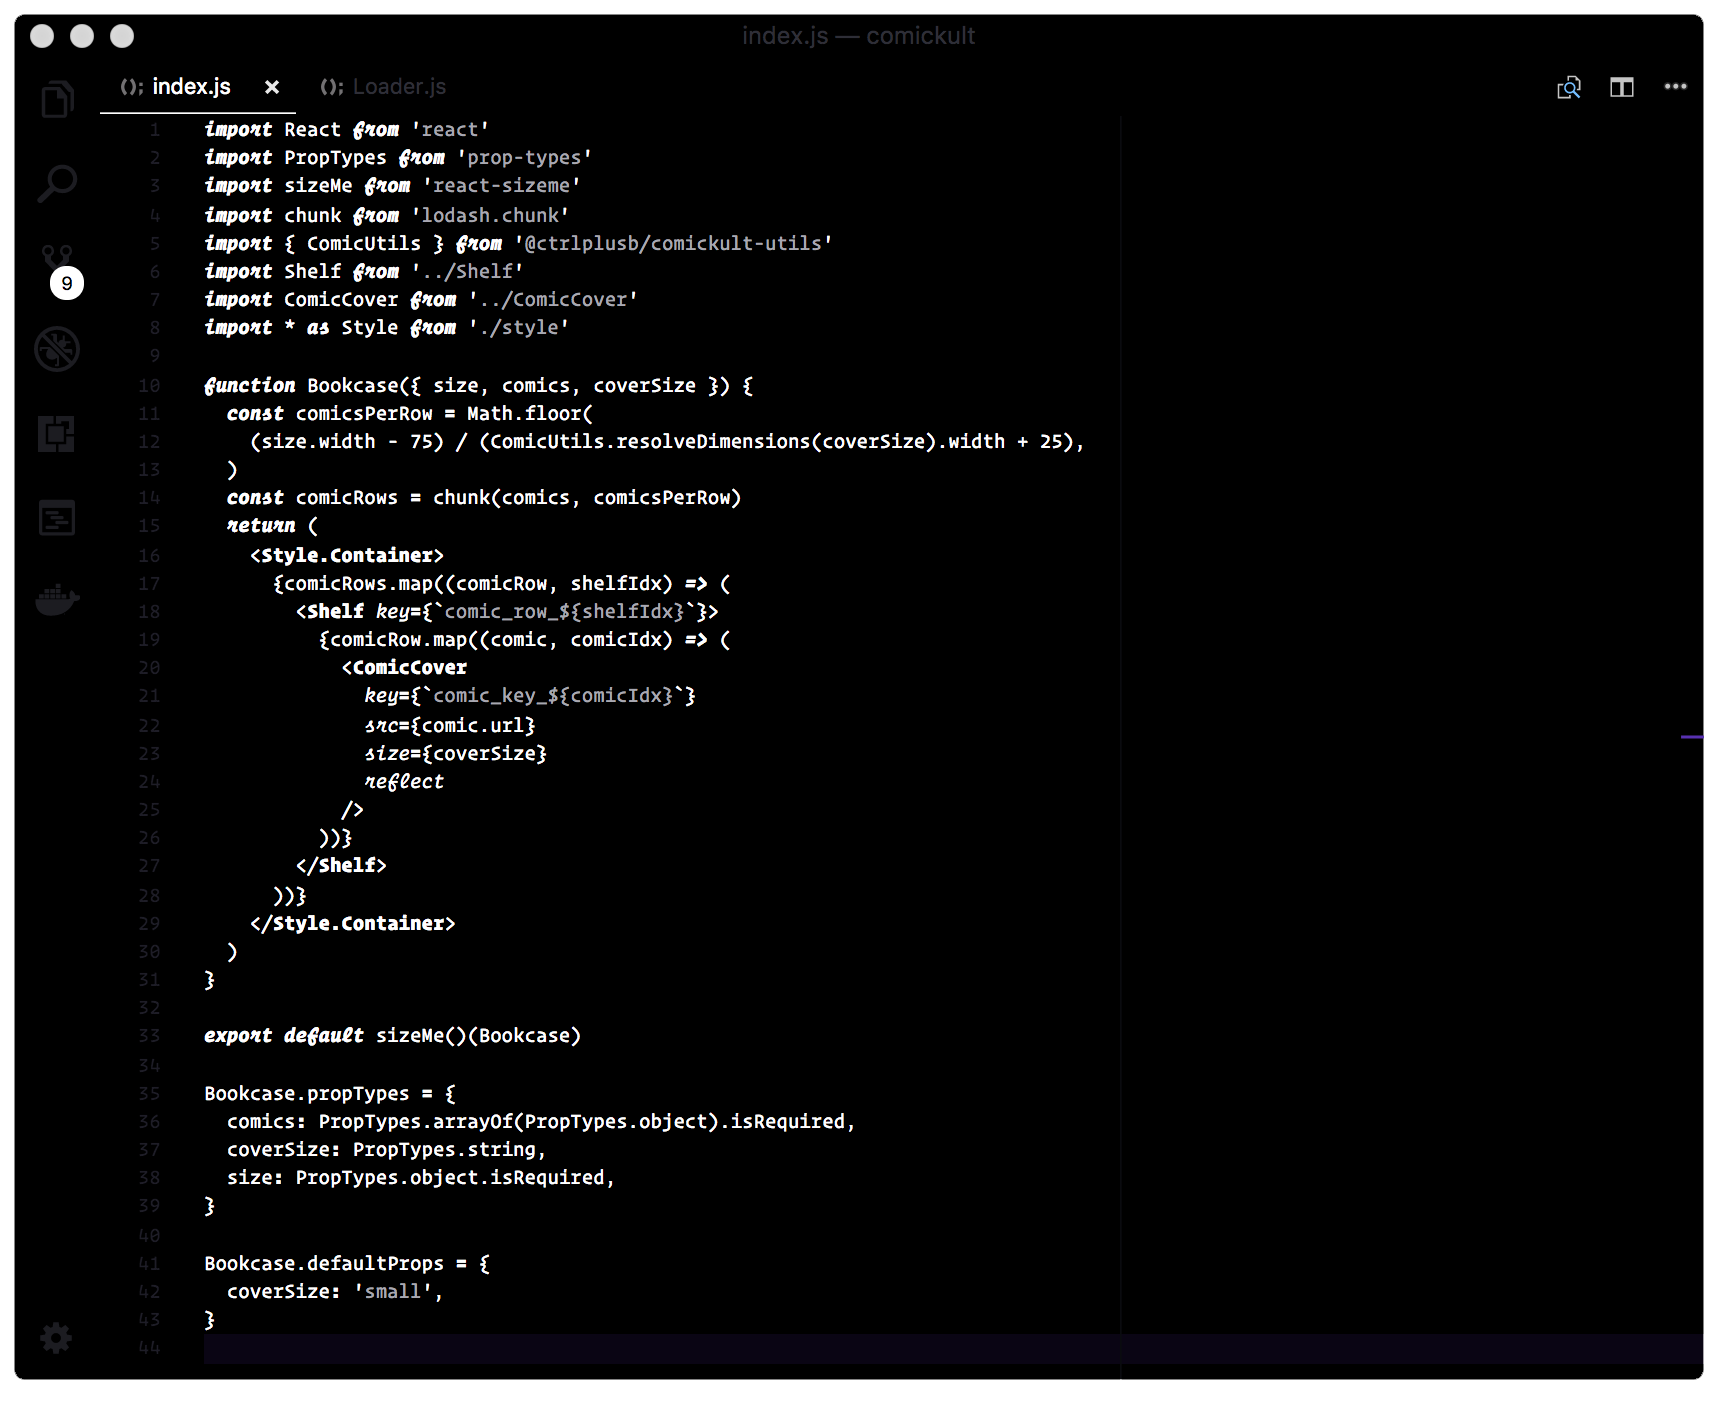 index.js — comickult
(); index.js × (); Loader.js
9
1 import React from 'react'
2 import PropTypes from 'prop-types'
3 import sizeMe from 'react-sizeme'
4 import chunk from 'lodash.chunk'
5 import { ComicUtils } from '@ctrlplusb/comickult-utils'
6 import Shelf from '../Shelf'
7 import ComicCover from '../ComicCover'
8 import * as Style from './style'
9
10 function Bookcase({ size, comics, coverSize }) {
11   const comicsPerRow = Math.floor(
12     (size.width - 75) / (ComicUtils.resolveDimensions(coverSize).width + 25),
13   )
14   const comicRows = chunk(comics, comicsPerRow)
15   return (
16     <Style.Container>
17       {comicRows.map((comicRow, shelfIdx) => (
18         <Shelf key={`comic_row_${shelfIdx}`}>
19           {comicRow.map((comic, comicIdx) => (
20             <ComicCover
21               key={`comic_key_${comicIdx}`}
22               src={comic.url}
23               size={coverSize}
24               reflect
25             />
26           ))}
27         </Shelf>
28       ))}
29     </Style.Container>
30   )
31 }
32
33 export default sizeMe()(Bookcase)
34
35 Bookcase.propTypes = {
36   comics: PropTypes.arrayOf(PropTypes.object).isRequired,
37   coverSize: PropTypes.string,
38   size: PropTypes.object.isRequired,
39 }
40
41 Bookcase.defaultProps = {
42   coverSize: 'small',
43 }
44